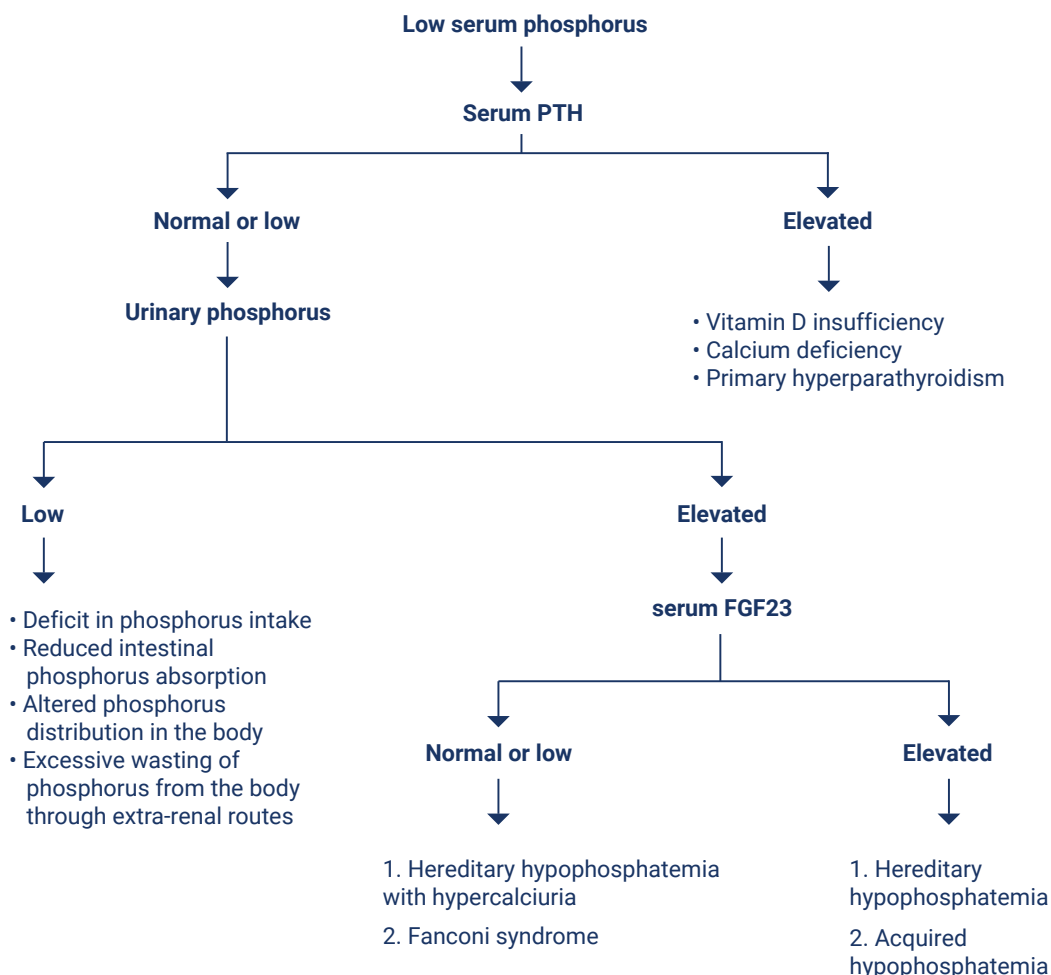 Low serum phosphorus
Serum PTH
Normal or low
Elevated
Urinary phosphorus
• Vitamin D insufficiency
• Calcium deficiency
• Primary hyperparathyroidism
Low
Elevated
serum FGF23
• Deficit in phosphorus intake
• Reduced intestinal
phosphorus absorption
• Altered phosphorus
distribution in the body
• Excessive wasting of
phosphorus from the body
through extra-renal routes
Normal or low
Elevated
1. Hereditary hypophosphatemia
with hypercalciuria
2. Fanconi syndrome
1. Hereditary
hypophosphatemia
2. Acquired
hypophosphatemia